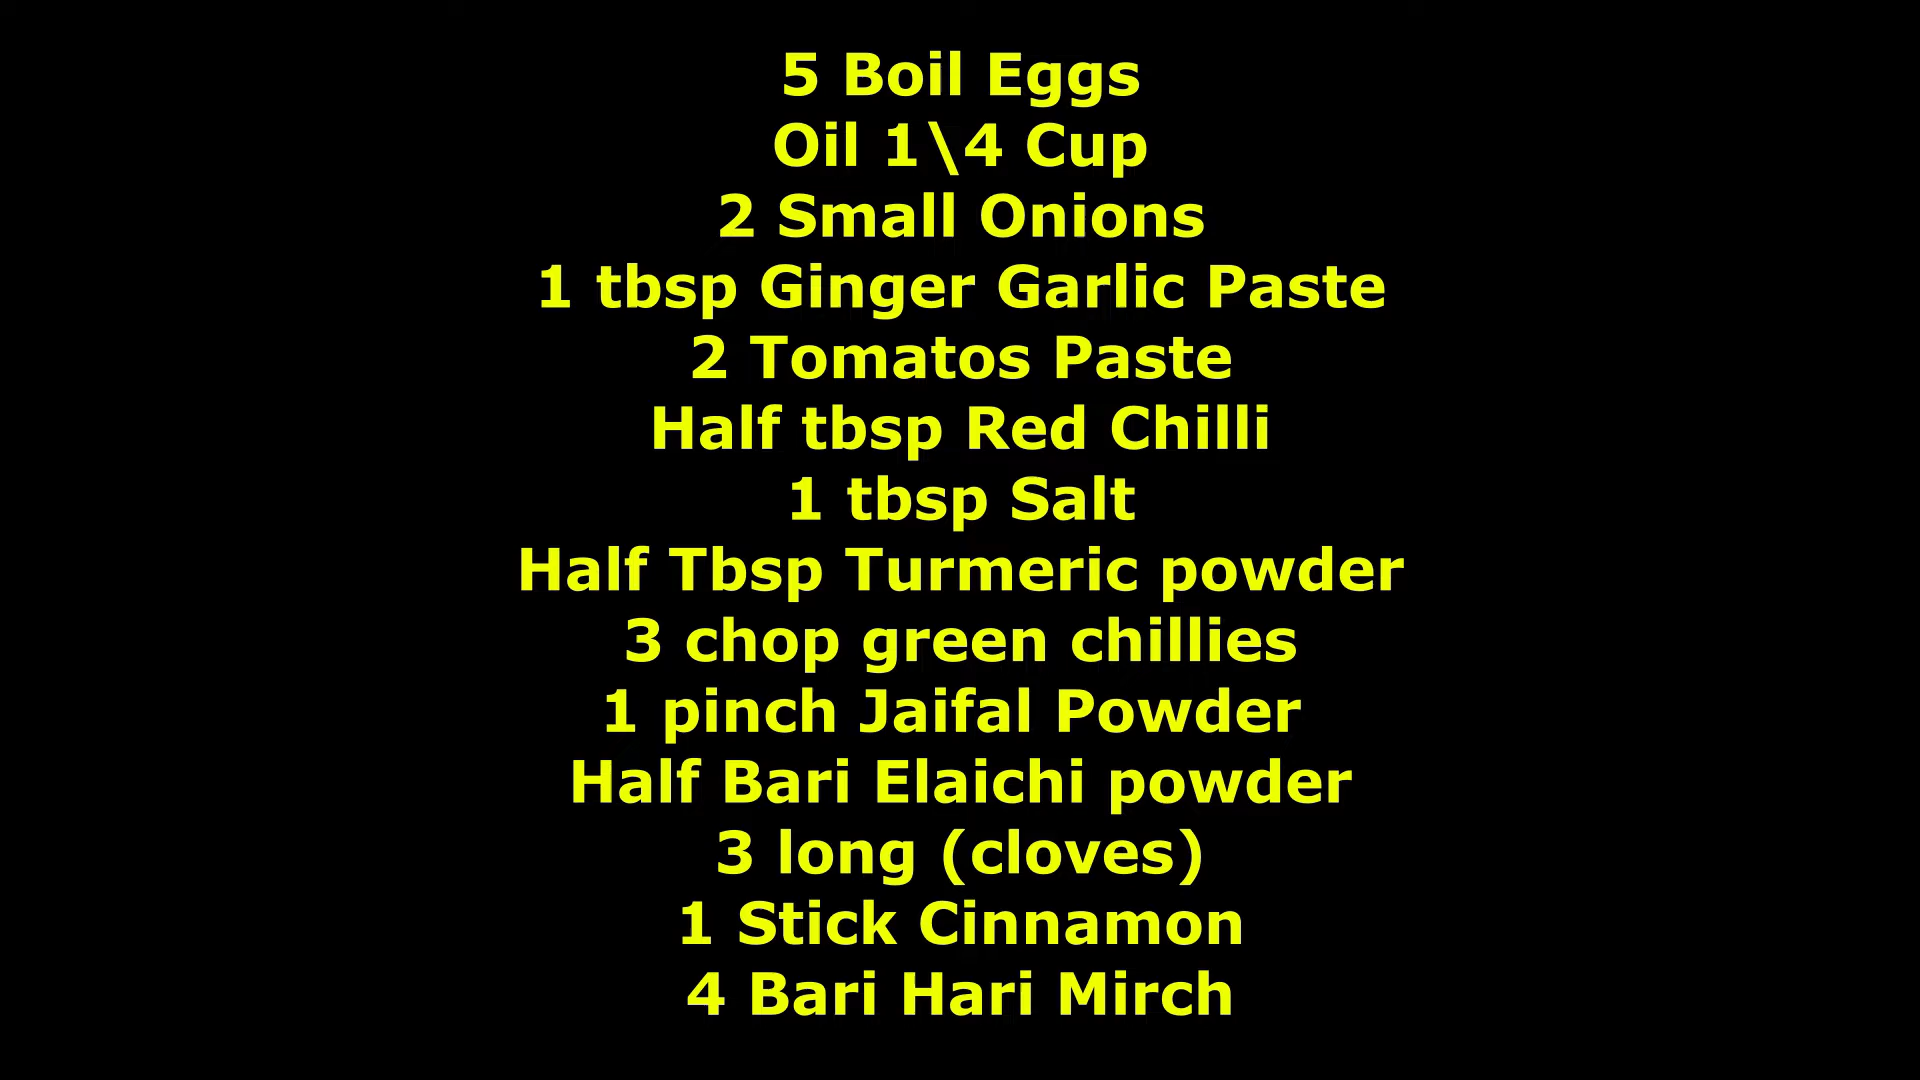 5 Boil Eggs
Oil 1\4 Cup
2 Small Onions
1 tbsp Ginger Garlic Paste
2 Tomatos Paste
Half tbsp Red Chilli
1 tbsp Salt
Half Tbsp Turmeric powder
3 chop green chillies
1 pinch Jaifal Powder
Half Bari Elaichi powder
3 long (cloves)
1 Stick Cinnamon
4 Bari Hari Mirch